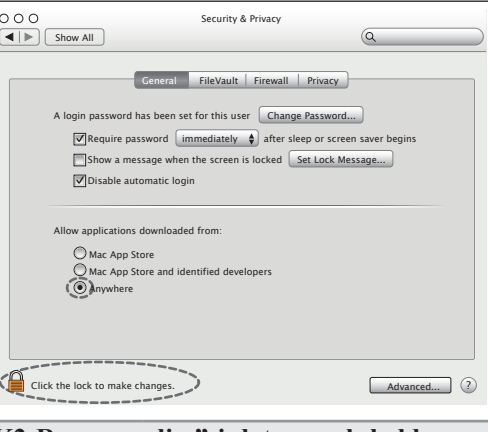 Security & Privacy
Show All
General FileVault Firewall Privacy
A login password has been set for this user Change Password...
Require password immediately after sleep or screen saver begins
Show a message when the screen is locked Set Lock Message...
Disable automatic login
Allow applications downloaded from:
Mac App Store
Mac App Store and identified developers
Anywhere
Click the lock to make changes.
Advanced... ?